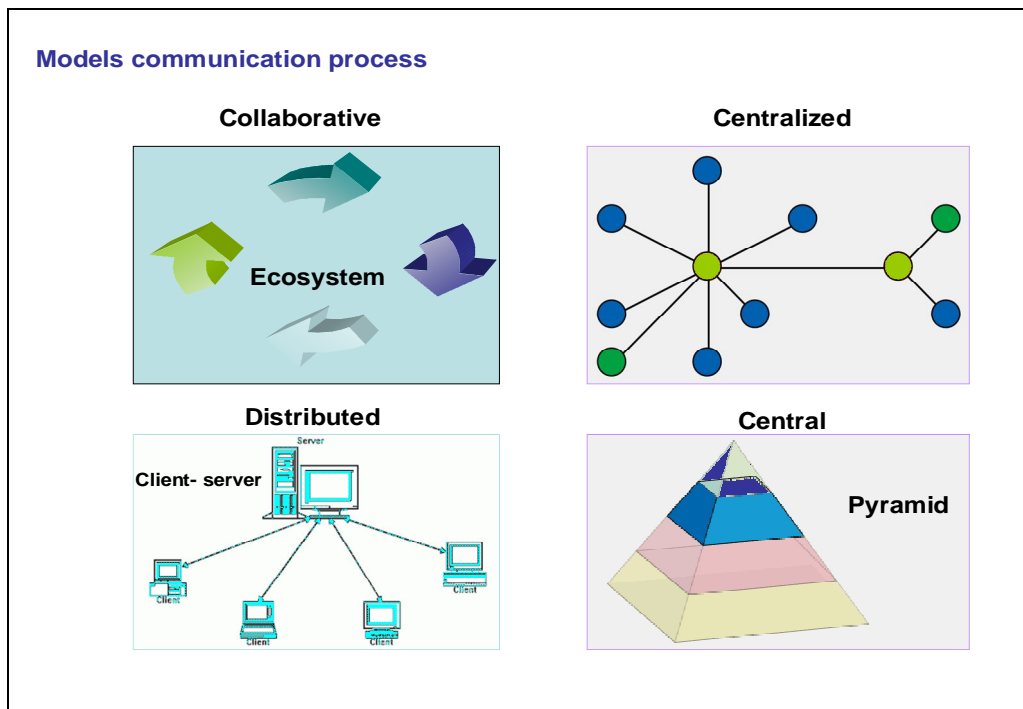 Models communication process
Collaborative
Centralized
Ecosystem
Distributed
Central
Server
Client- server
Client
Client
Client
Client
Pyramid